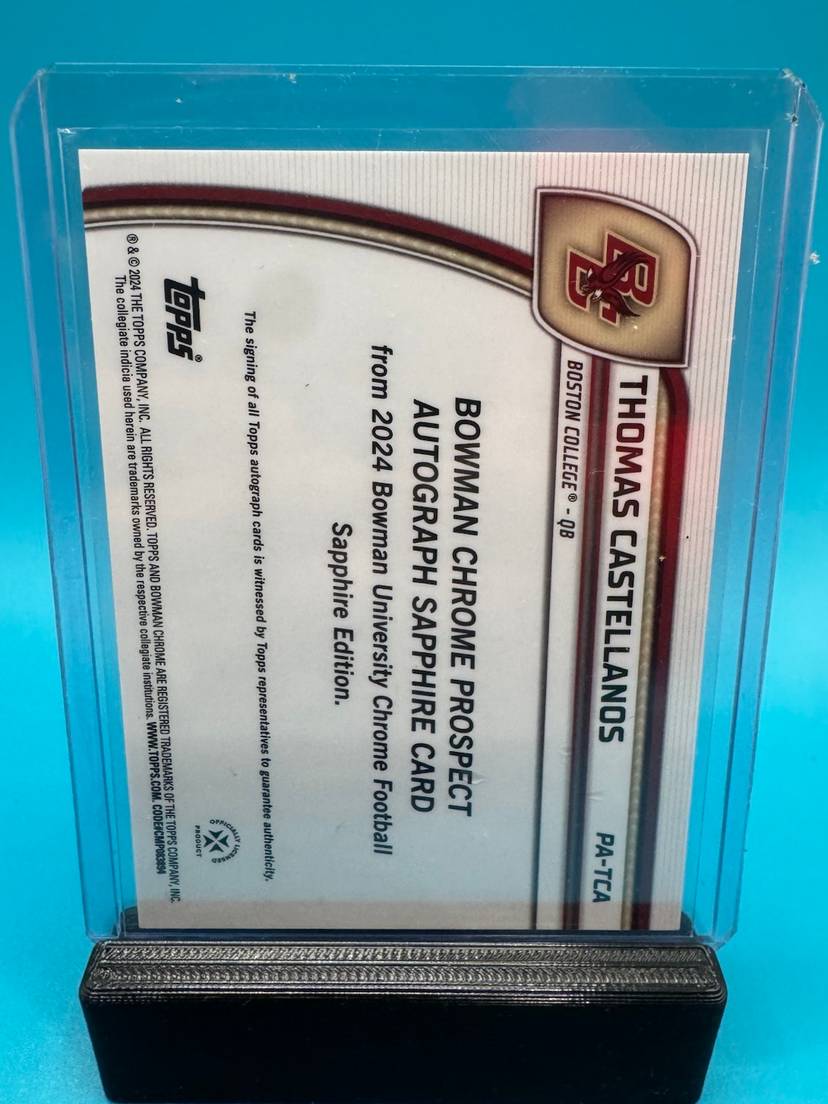 BC
THOMAS CASTELLANOS PA-TCA
BOSTON COLLEGE® - QB
BOWMAN CHROME PROSPECT
AUTOGRAPH SAPPHIRE CARD
from 2024 Bowman University Chrome Football
Sapphire Edition.
The signing of all Topps autograph cards is witnessed by Topps representatives to guarantee authenticity.
topps®
OFFICIALLY LICENSED PRODUCT
® & © 2024 THE TOPPS COMPANY, INC. ALL RIGHTS RESERVED. TOPPS AND BOWMAN CHROME ARE REGISTERED TRADEMARKS OF THE TOPPS COMPANY, INC.
The collegiate indicia used herein are trademarks owned by the respective collegiate institutions. WWW.TOPPS.COM. CODE#CMP083894